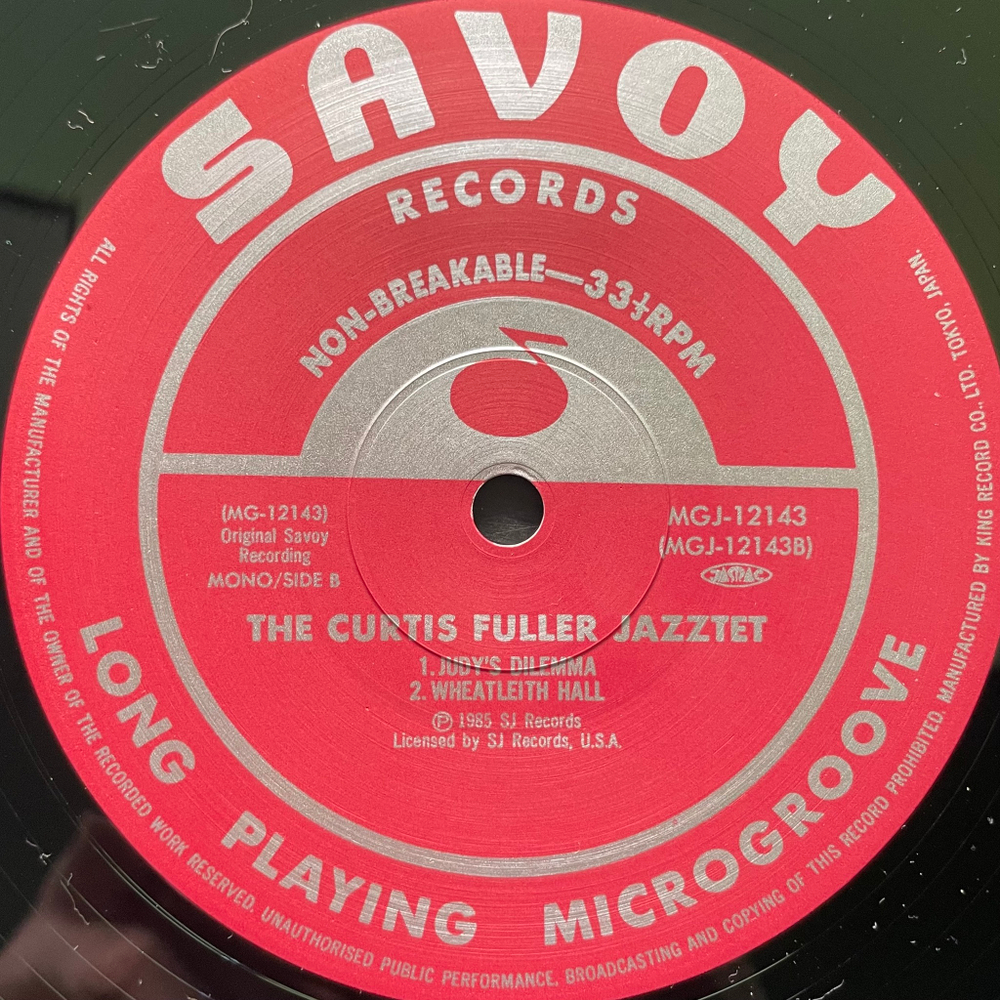 SAVOY
RECORDS
NON-BREAKABLE—33⅓RPM
(MG-12143)
Original Savoy
Recording
MONO/SIDE B
MGJ-12143
(MGJ-12143B)
JASRAC
THE CURTIS FULLER JAZZTET
1.JUDY'S DILEMMA
2.WHEATLEITH HALL
Ⓟ 1985 SJ Records
Licensed by SJ Records, U.S.A.
LONG PLAYING MICROGROOVE
ALL RIGHTS OF THE MANUFACTURER AND OF THE OWNER OF THE RECORDED WORK RESERVED. UNAUTHORISED PUBLIC PERFORMANCE, BROADCASTING AND COPYING OF THIS RECORD PROHIBITED. MANUFACTURED BY KING RECORD CO., LTD. TOKYO, JAPAN.